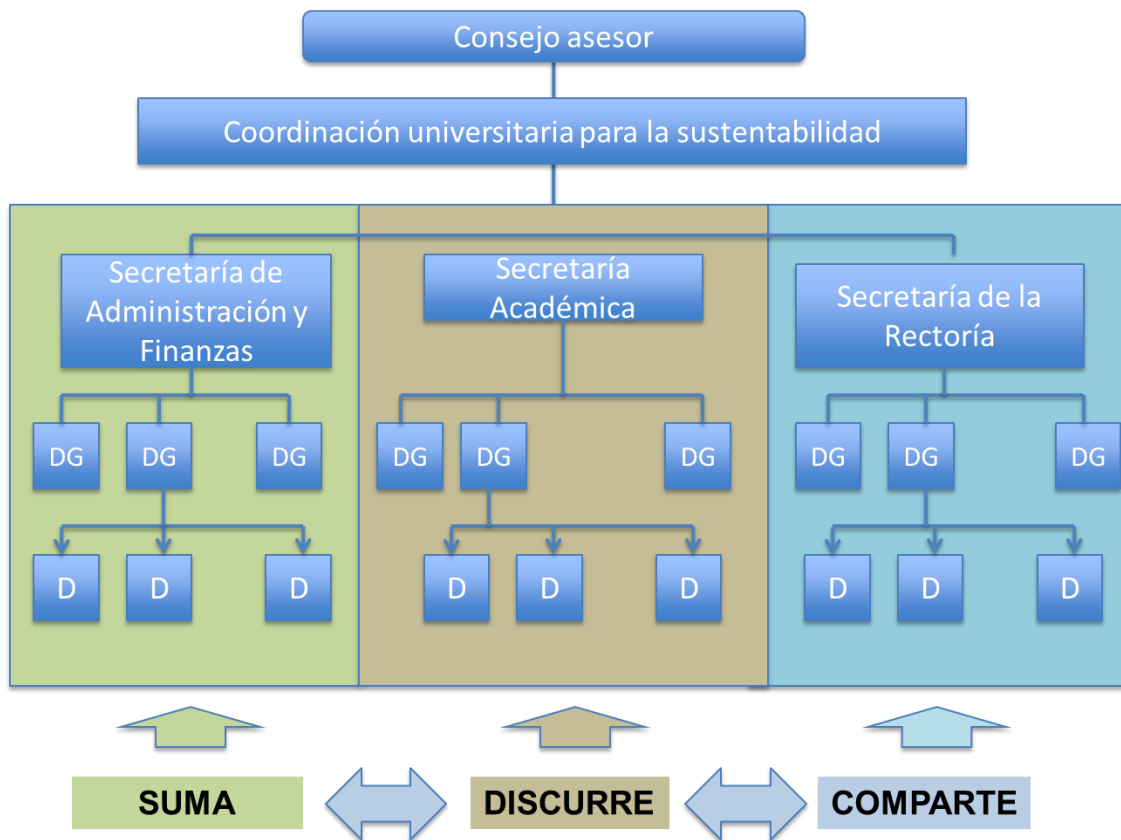 Consejo asesor
Coordinación universitaria para la sustentabilidad
Secretaría de
Administración y
Finanzas
Secretaría
Académica
Secretaría de la
Rectoría
DG
DG
DG
DG
DG
DG
DG
DG
DG
D
D
D
D
D
D
D
D
D
SUMA
DISCURRE
COMPARTE